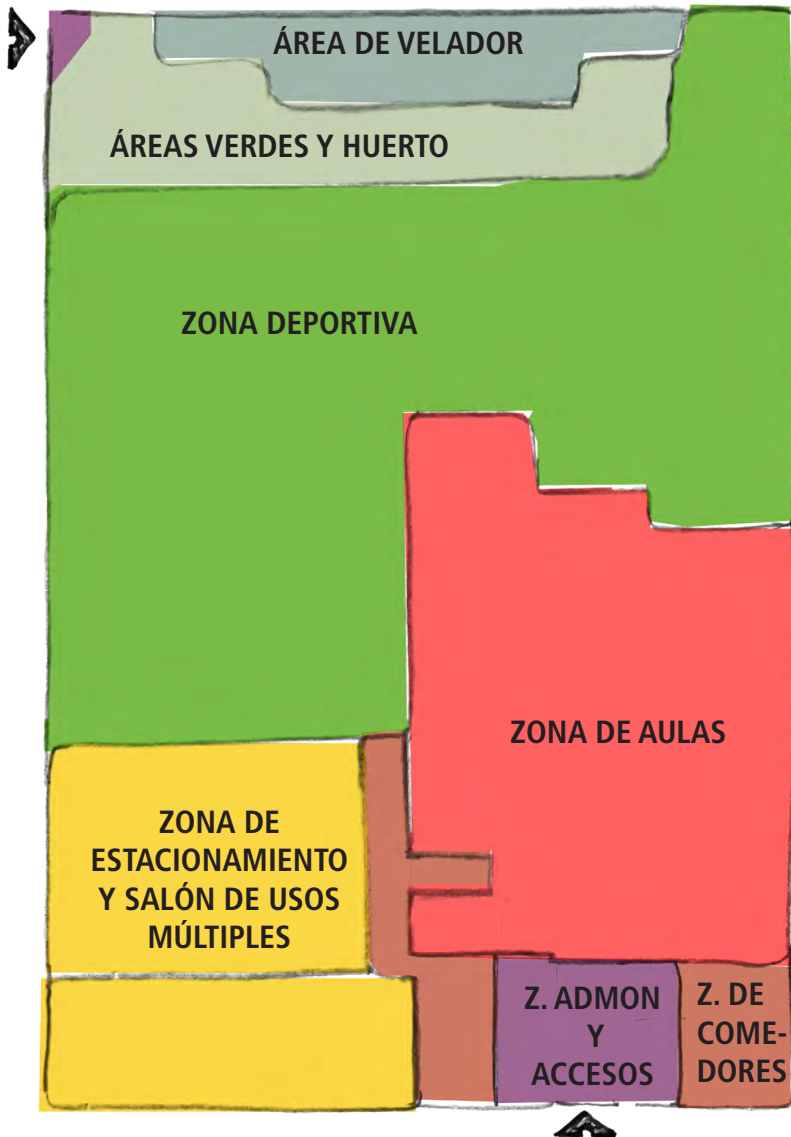 ÁREA DE VELADOR
ÁREAS VERDES Y HUERTO
ZONA DEPORTIVA
ZONA DE AULAS
ZONA DE
ESTACIONAMIENTO
Y SALÓN DE USOS
MÚLTIPLES
Z. ADMON
Y
ACCESOS
Z. DE
COME-
DORES